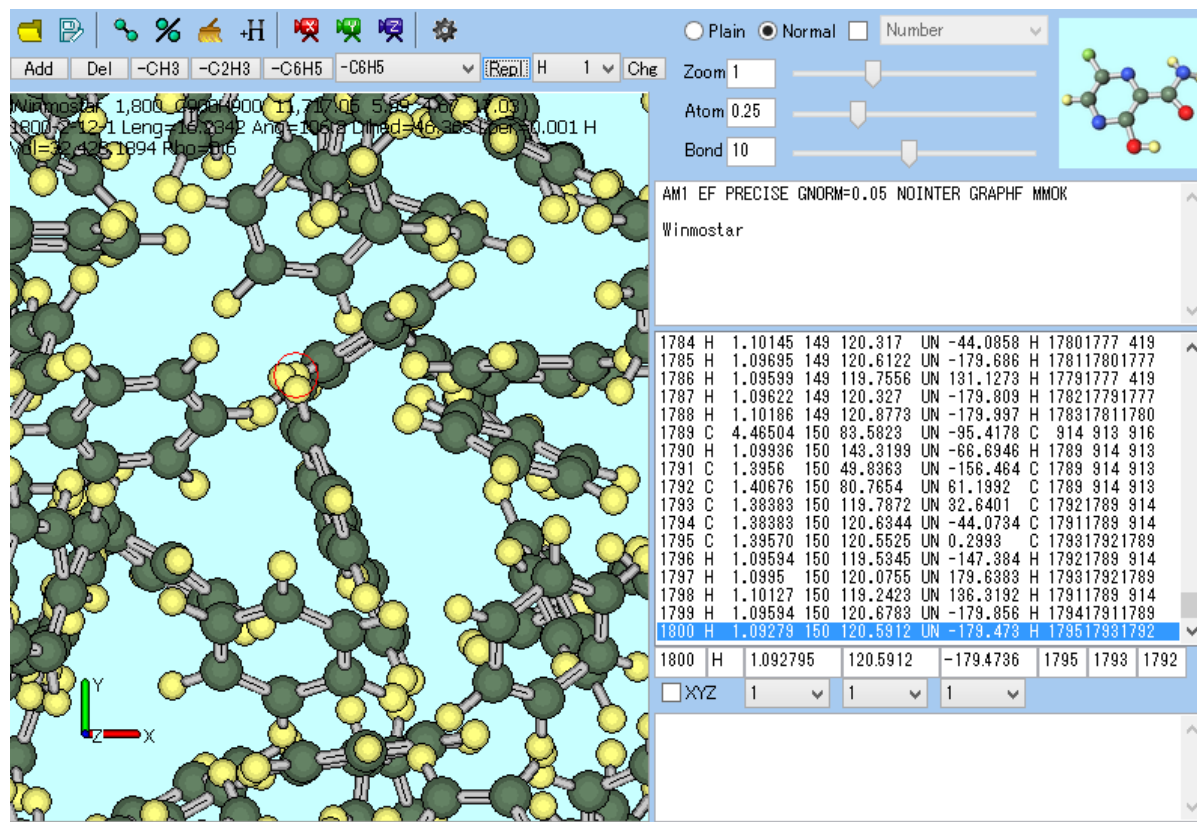 +H
X Y Z
Plain Normal Number
Add Del -CH3 -C2H3 -C6H5 -C6H5 Repl H 1 Chg
Zoom 1
Atom 0.25
Bond 10
Winmostar 1,800 C900H900
1800-2-12-1
AM1 EF PRECISE GNORM=0.05 NOINTER GRAPHF MMOK
Winmostar
1784 H 1.10145 149 120.317 UN -44.0858 H 17801777 419
1785 H 1.09695 149 120.6122 UN -179.686 H 178117801777
1786 H 1.09599 149 119.7556 UN 131.1273 H 17791777 419
1787 H 1.09622 149 120.327 UN -179.809 H 178217791777
1788 H 1.10186 149 120.8773 UN -179.997 H 178317811780
1789 C 4.46504 150 83.5823 UN -95.4178 C 914 913 916
1790 H 1.09936 150 143.3199 UN -66.6946 H 1789 914 913
1791 C 1.3956 150 49.8363 UN -156.464 C 1789 914 913
1792 C 1.40676 150 80.7654 UN 61.1992 C 1789 914 913
1793 C 1.38383 150 119.7872 UN 32.6401 C 17921789 914
1794 C 1.38383 150 120.6344 UN -44.0734 C 17911789 914
1795 C 1.39570 150 120.5525 UN 0.2993 C 179317921789
1796 H 1.09594 150 119.5345 UN -147.384 H 17921789 914
1797 H 1.0995 150 120.0755 UN 179.6383 H 179317921789
1798 H 1.10127 150 119.2423 UN 136.3192 H 17911789 914
1799 H 1.09594 150 120.6783 UN -179.856 H 179417911789
1800 H 1.09279 150 120.5912 UN -179.473 H 179517931792
1800 H 1.092795 120.5912 -179.4736 1795 1793 1792
XYZ 1 1 1
Y
Z X